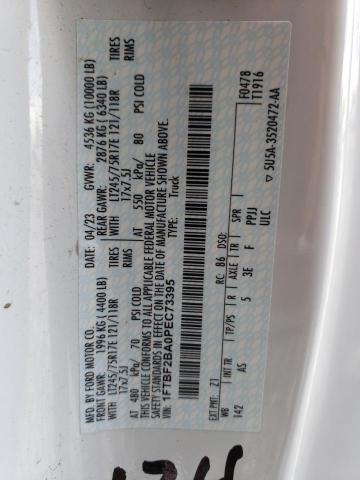 MFD. BY FORD MOTOR CO.
DATE: 04/23 GVWR: 4536 KG (10000 LB)
FRONT GAWR: 1996 KG (4400 LB) REAR GAWR: 2876 KG (6340 LB)
WITH LT245/75R17E 121/118R TIRES WITH LT245/75R17E 121/118R TIRES
17x7.5J RIMS 17x7.5J RIMS
AT 480 kPa/ 70 PSI COLD AT 550 kPa/ 80 PSI COLD
THIS VEHICLE CONFORMS TO ALL APPLICABLE FEDERAL MOTOR VEHICLE
SAFETY STANDARDS IN EFFECT ON THE DATE OF MANUFACTURE SHOWN ABOVE.
VIN: 1FTBF2BA0PEC73395
TYPE: Truck
F0478
T1916
EXT PNT: Z1 RC: 86 DSO:
WB INT TR TP/PS R AXLE TR SPR
142 AS 5 3E F PPJJ
ULC
5U5A-3520472-AA